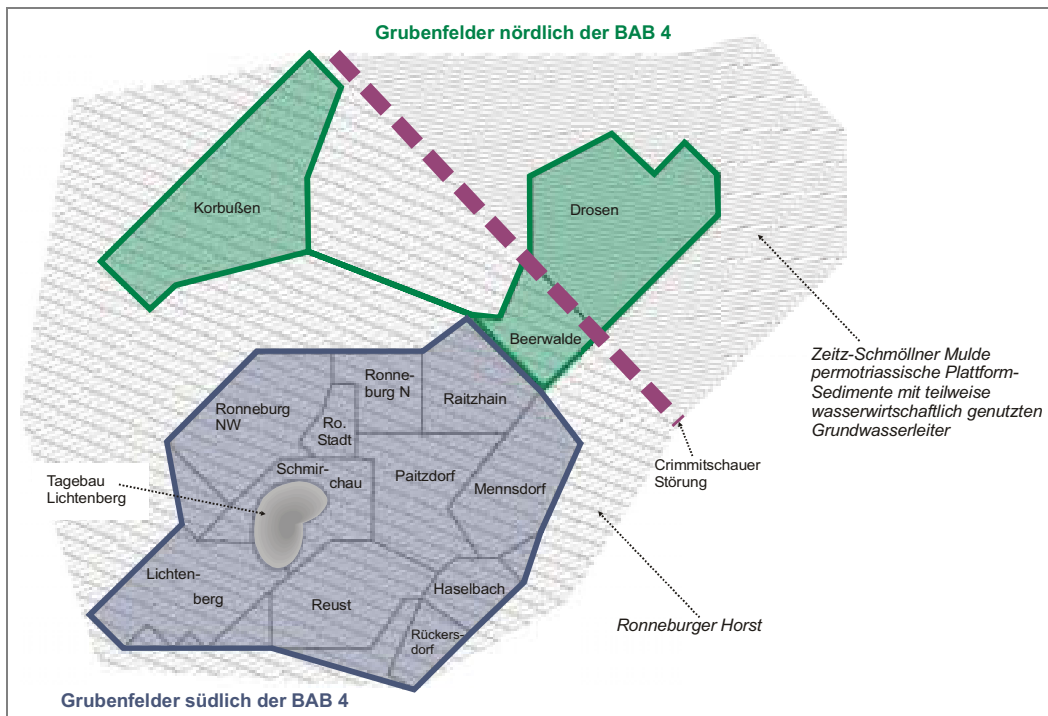 Grubenfelder nördlich der BAB 4
Korbußen
Drosen
Beerwalde
Zeitz-Schmöllner Mulde
permotriassische Plattform-
Sedimente mit teilweise
wasserwirtschaftlich genutzten
Grundwasserleiter
Ronne-
burg N
Raitzhain
Ronneburg
NW
Ro.
Stadt
Crimmitschauer
Störung
Schmir-
chau
Paitzdorf
Mennsdorf
Tagebau
Lichtenberg
Lichten-
berg
Reust
Haselbach
Rückers-
dorf
Ronneburger Horst
Grubenfelder südlich der BAB 4